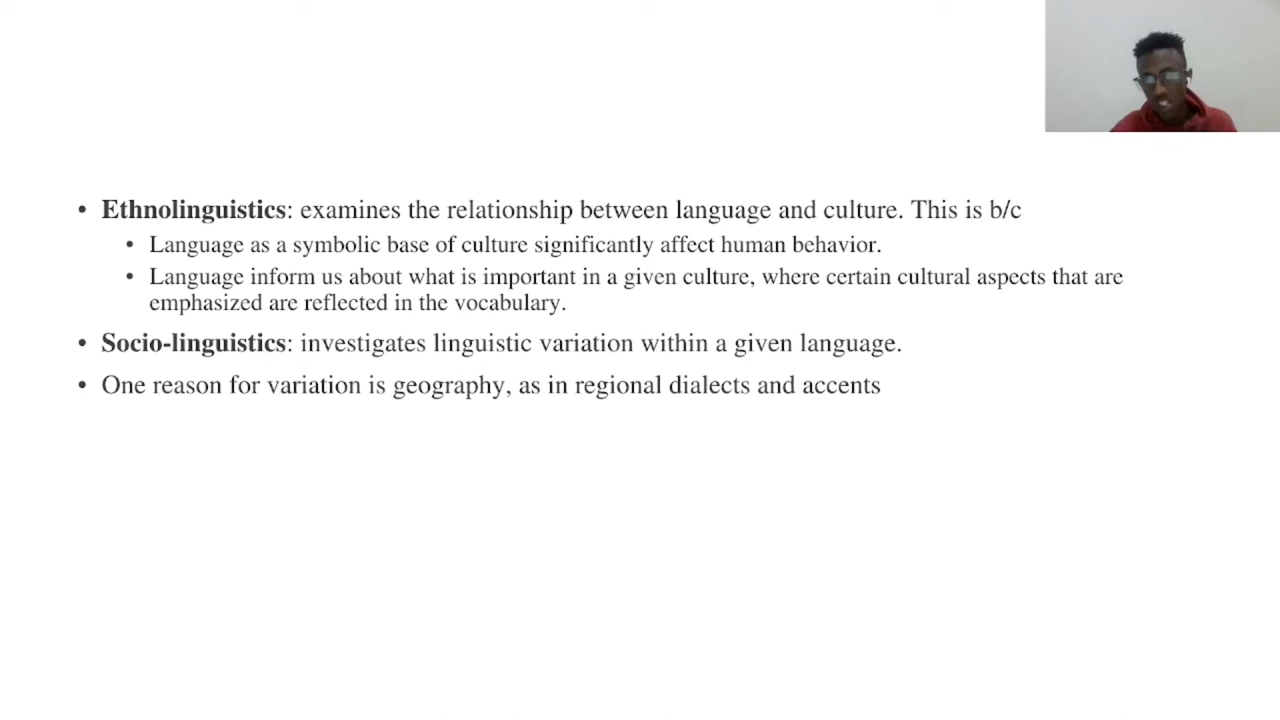 • Ethnolinguistics: examines the relationship between language and culture. This is b/c
• Language as a symbolic base of culture significantly affect human behavior.
• Language inform us about what is important in a given culture, where certain cultural aspects that are
emphasized are reflected in the vocabulary.
• Socio-linguistics: investigates linguistic variation within a given language.
• One reason for variation is geography, as in regional dialects and accents